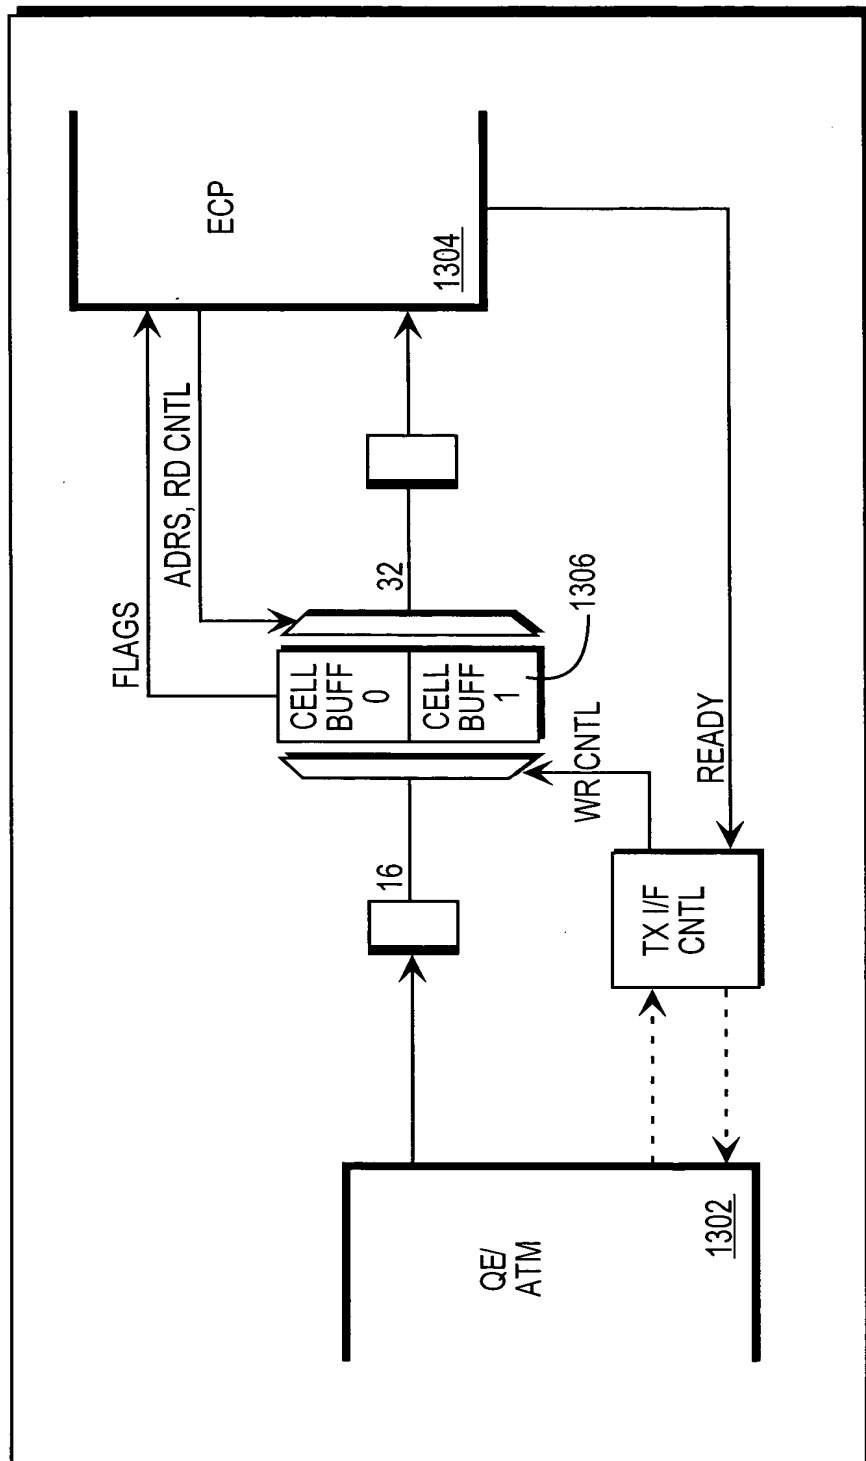 QE/
ATM
1302
16
TX I/F
CNTL
WR CNTL
READY
CELL
BUFF
0
CELL
BUFF
1
1306
FLAGS
ADRS, RD CNTL
32
ECP
1304